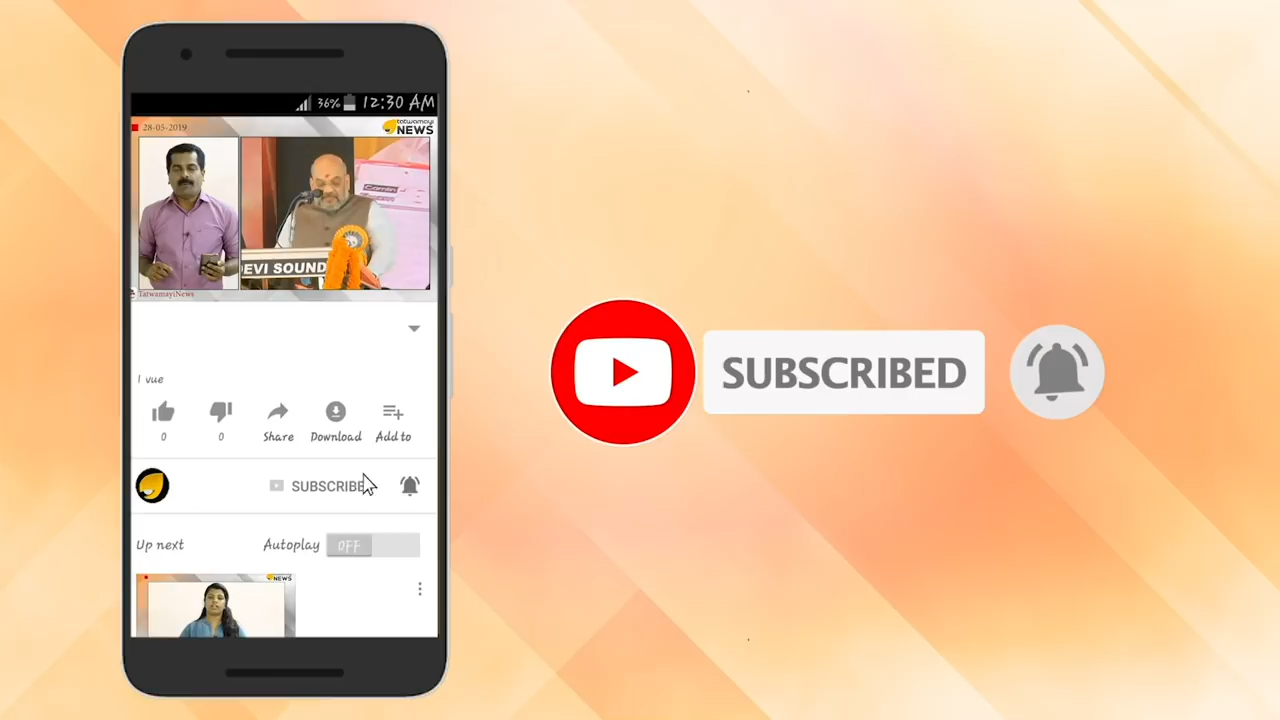 36% 12:30 AM
28-05-2019
tatwamayi
NEWS
DEVI SOUND
TatwamayiNews
1 vue
0 0 Share Download Add to
SUBSCRIBE
Up next Autoplay OFF
NEWS
SUBSCRIBED